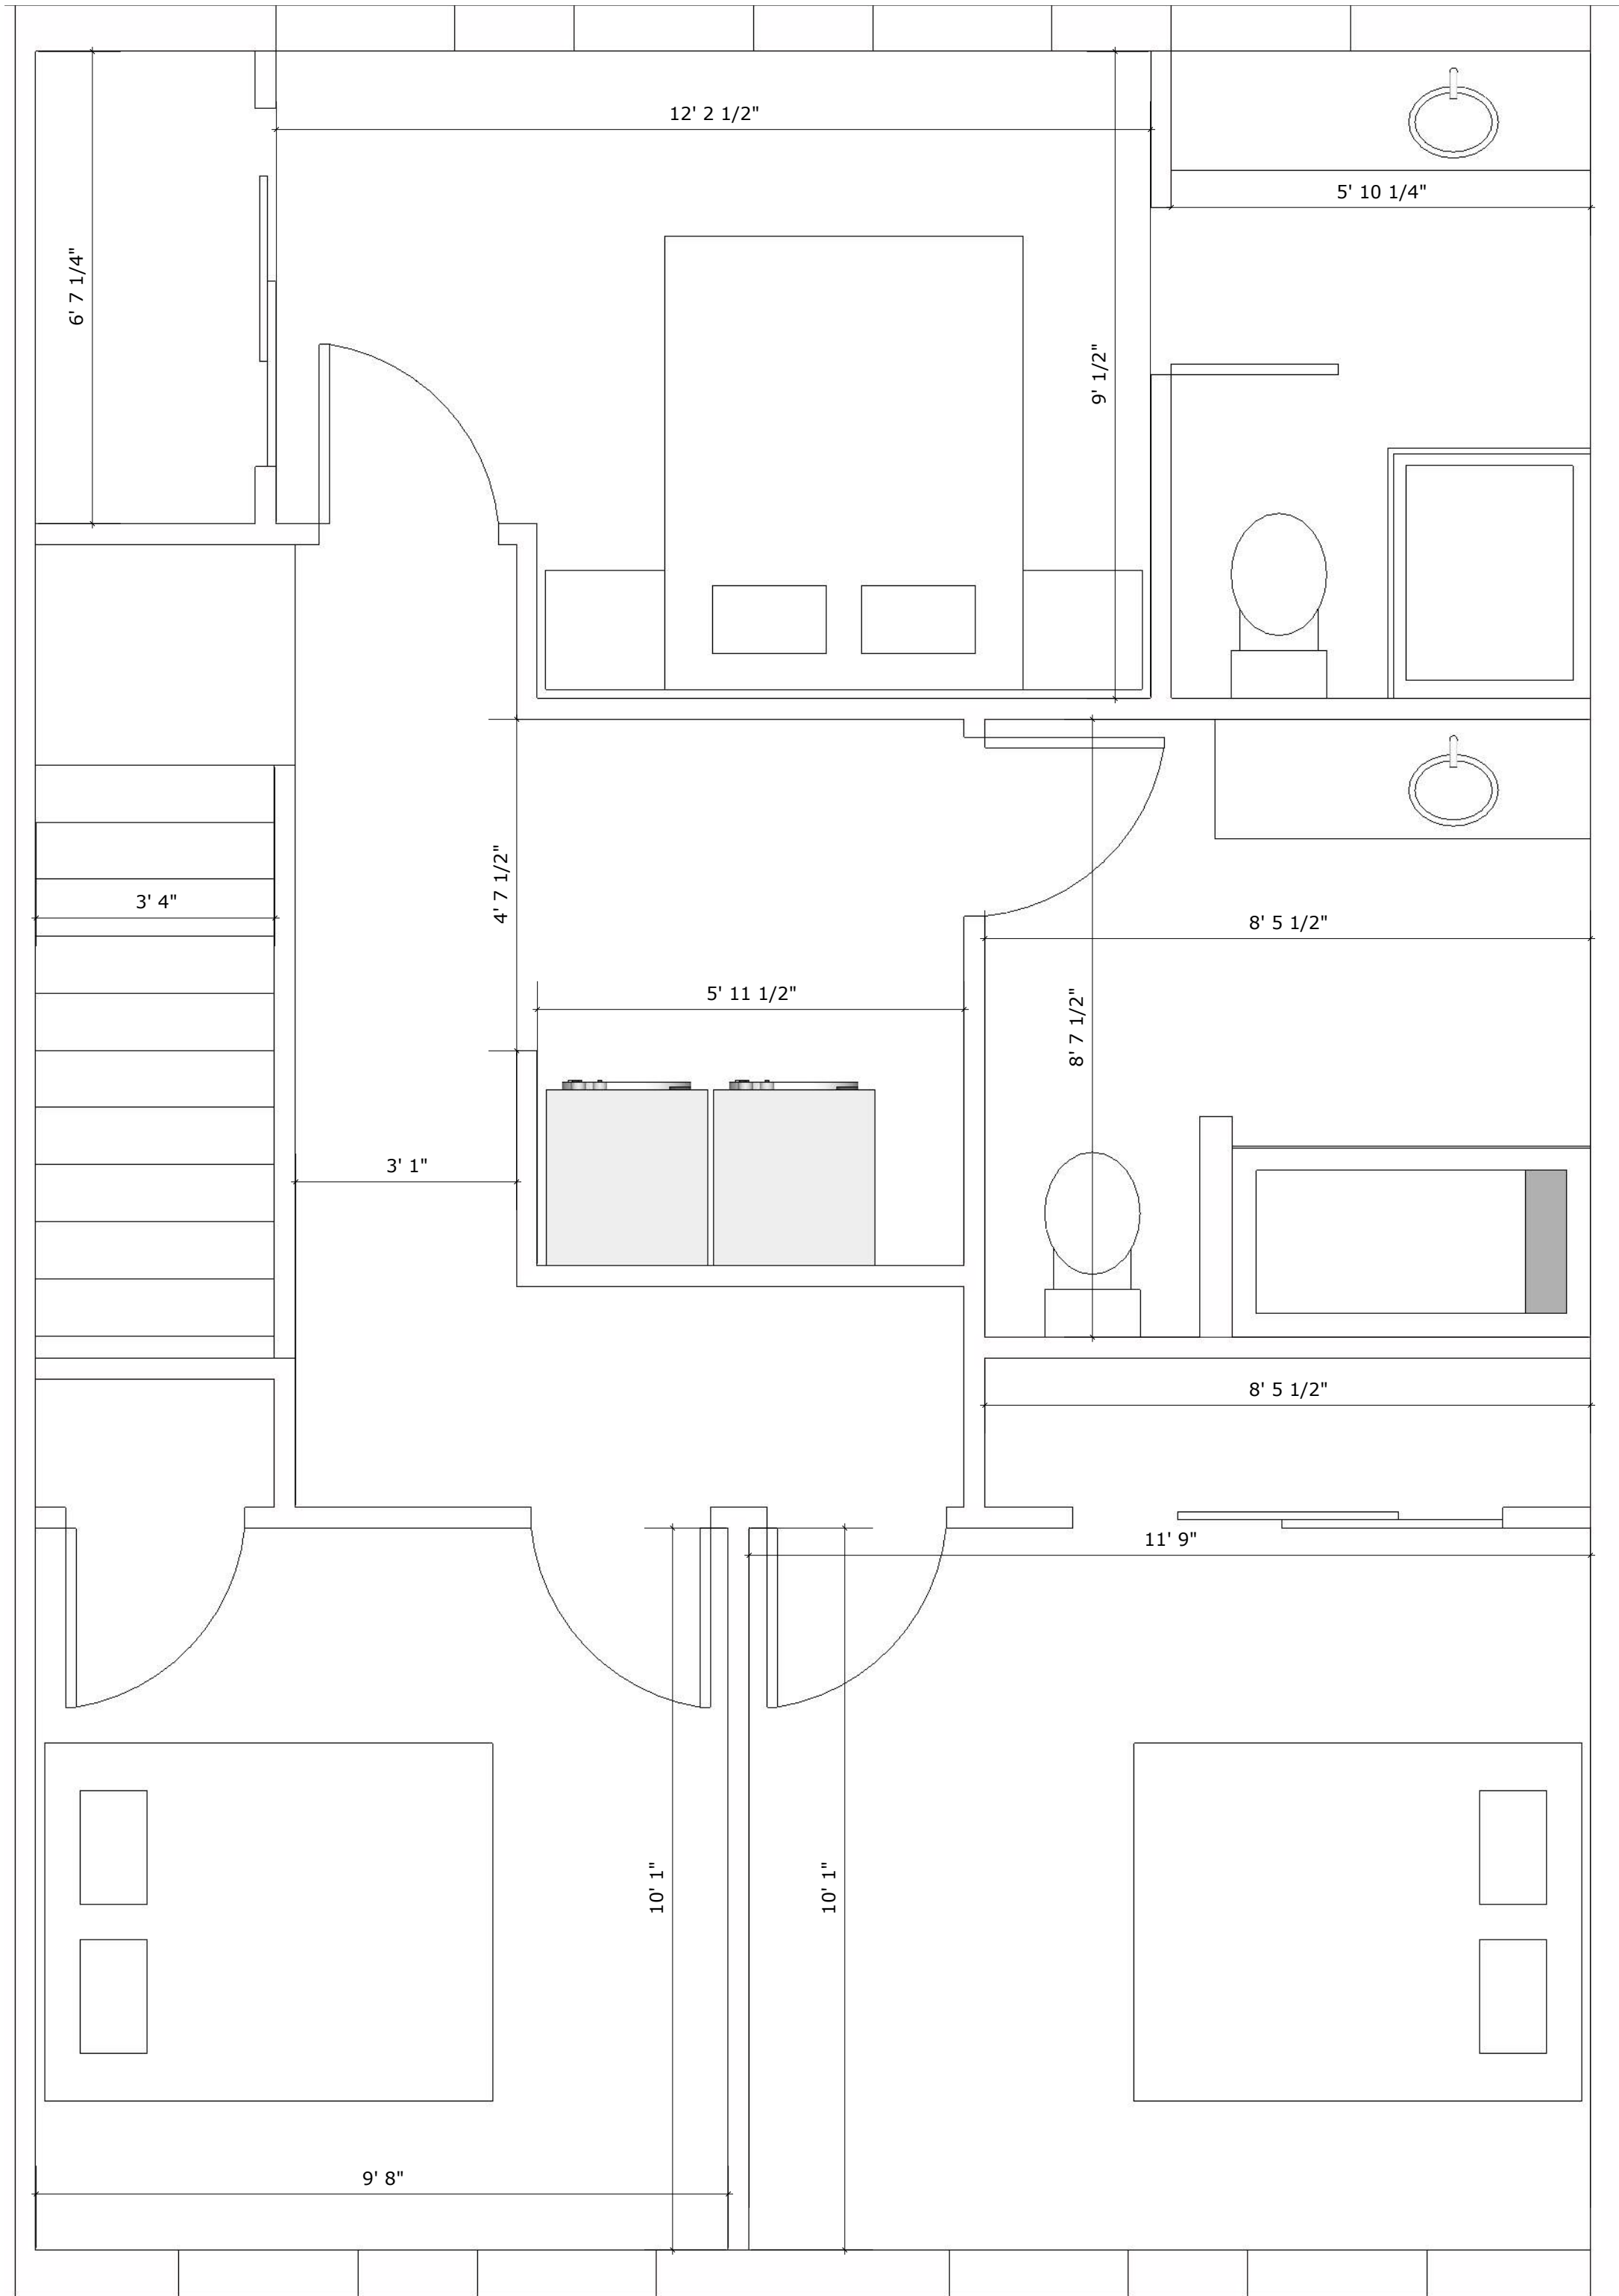 12' 2 1/2"
5' 10 1/4"
6' 7 1/4"
9' 1/2"
3' 4"
4' 7 1/2"
8' 5 1/2"
5' 11 1/2"
8' 7 1/2"
3' 1"
8' 5 1/2"
11' 9"
10' 1"
10' 1"
9' 8"